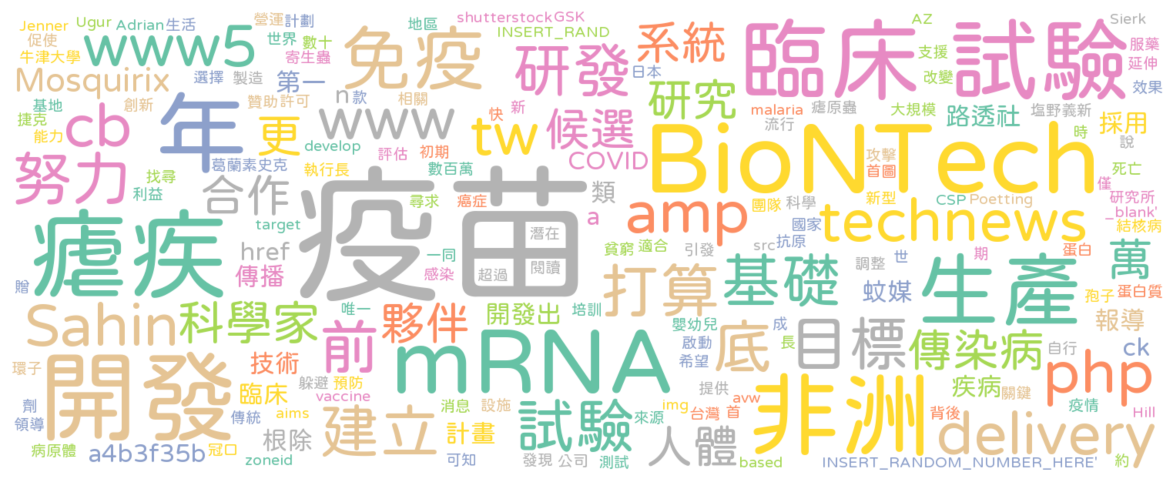 Jenner Ugur Adrian 生活 營運 計劃 地區 shutterstock GSK AZ Sierk
促使 世界 數十 INSERT_RAND 支援 服藥
牛津大學 www5 寄生蟲 免疫 研發 系統 臨床試驗 改變 延伸
Mosquirix 選擇 製造 第一 日本 效果
基地 創新 贊助 許可 n 款 相關 新 研究 malaria 瘧原蟲 大規模 路透社 塩野義新
捷克 cb 年 更 www 快 tw 候選 流行 BioNTech 時 採用
能力 develop 說
努力 葛蘭素史克 執行長 評估 初期 數百萬 COVID 攻擊 首圖 死亡
找尋 合作 疫苗 尋求 癌症 類 團隊 科學 新型 CSP Poetting 僅 研究所
利益 a amp 國家 technews _blank' 結核病
瘧疾 target 潛在 抗原
href 一同 貧窮 適合 引發 src 世 期 蛋白 萬
傳播 超過 閱讀 感染 打算 基礎 調整 蚊媒 生產 蛋白質
贈 孢子
Sahin 科學家 唯一 前 夥伴 開發出 培訓 嬰幼兒 成 目標 報導
啟動 長 底 傳染病 自行 ck
環子 開發 技術 mRNA 希望 php
臨床 躲避 預防 提供 非洲 疾病 關鍵
劑 aims vaccine 消息 設施 img avw 疫情
領導 傳統 建立 計畫 試驗 來源 台灣 首 背後 Hill
病原體 a4b3f35b 冠口 根除 人體 delivery
zoneid 可知 發現 公司 測試 based INSERT_RANDOM_NUMBER_HERE' 約